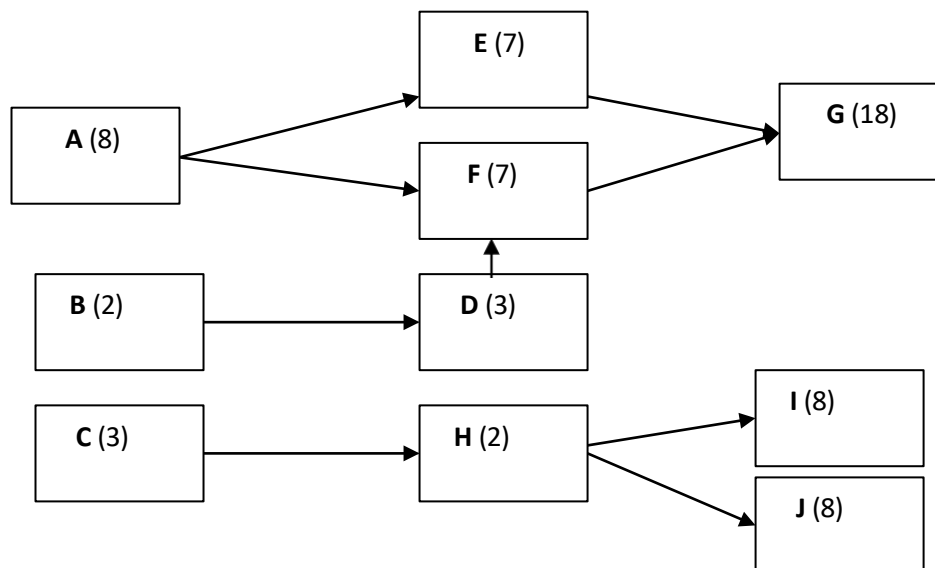 E (7)
G (18)
A (8)
F (7)
B (2)
D (3)
I (8)
C (3)
H (2)
J (8)